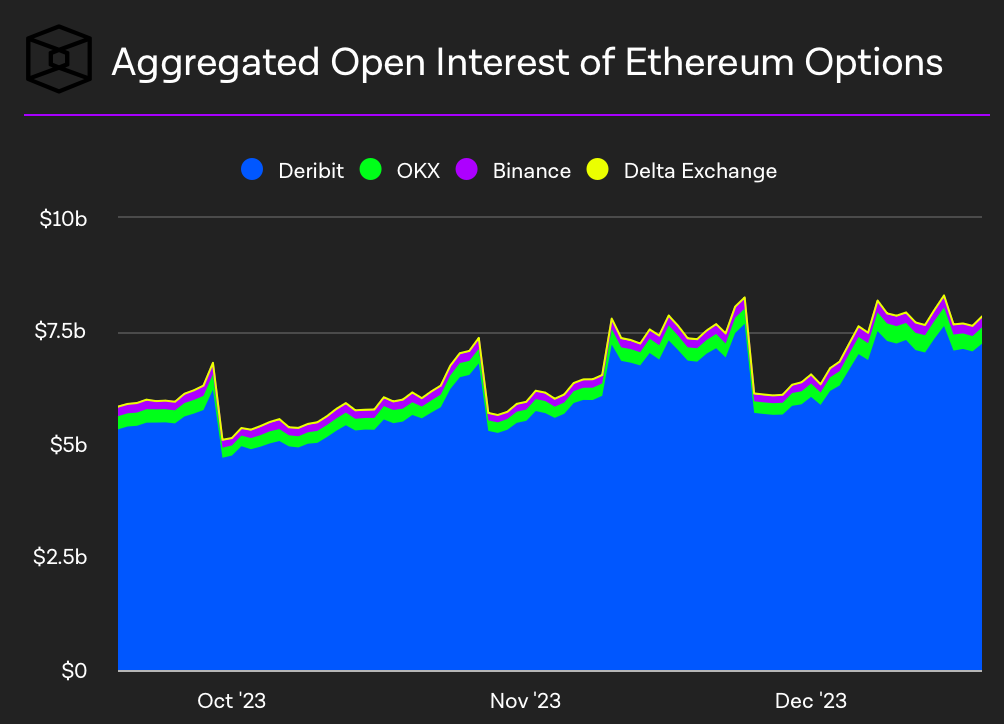 Aggregated Open Interest of Ethereum Options
Deribit OKX Binance Delta Exchange
$10b
$7.5b
$5b
$2.5b
$0
Oct '23 Nov '23 Dec '23